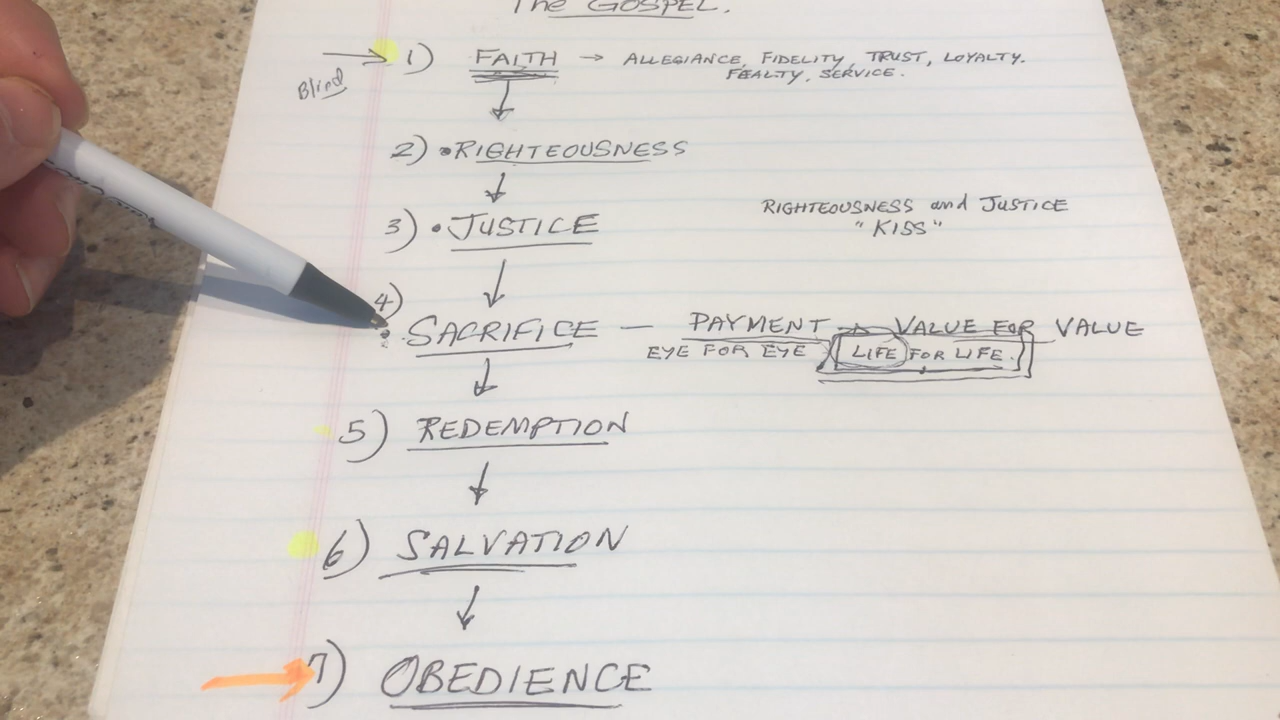 The GOSPEL.
1) FAITH → ALLEGIANCE, FIDELITY, TRUST, LOYALTY.
FEALTY, SERVICE.
Blind
2) • RIGHTEOUSNESS
3) • JUSTICE
RIGHTEOUSNESS and JUSTICE
"KISS"
4) SACRIFICE — PAYMENT → VALUE FOR VALUE
EYE FOR EYE LIFE FOR LIFE.
5) REDEMPTION
6) SALVATION
7) OBEDIENCE